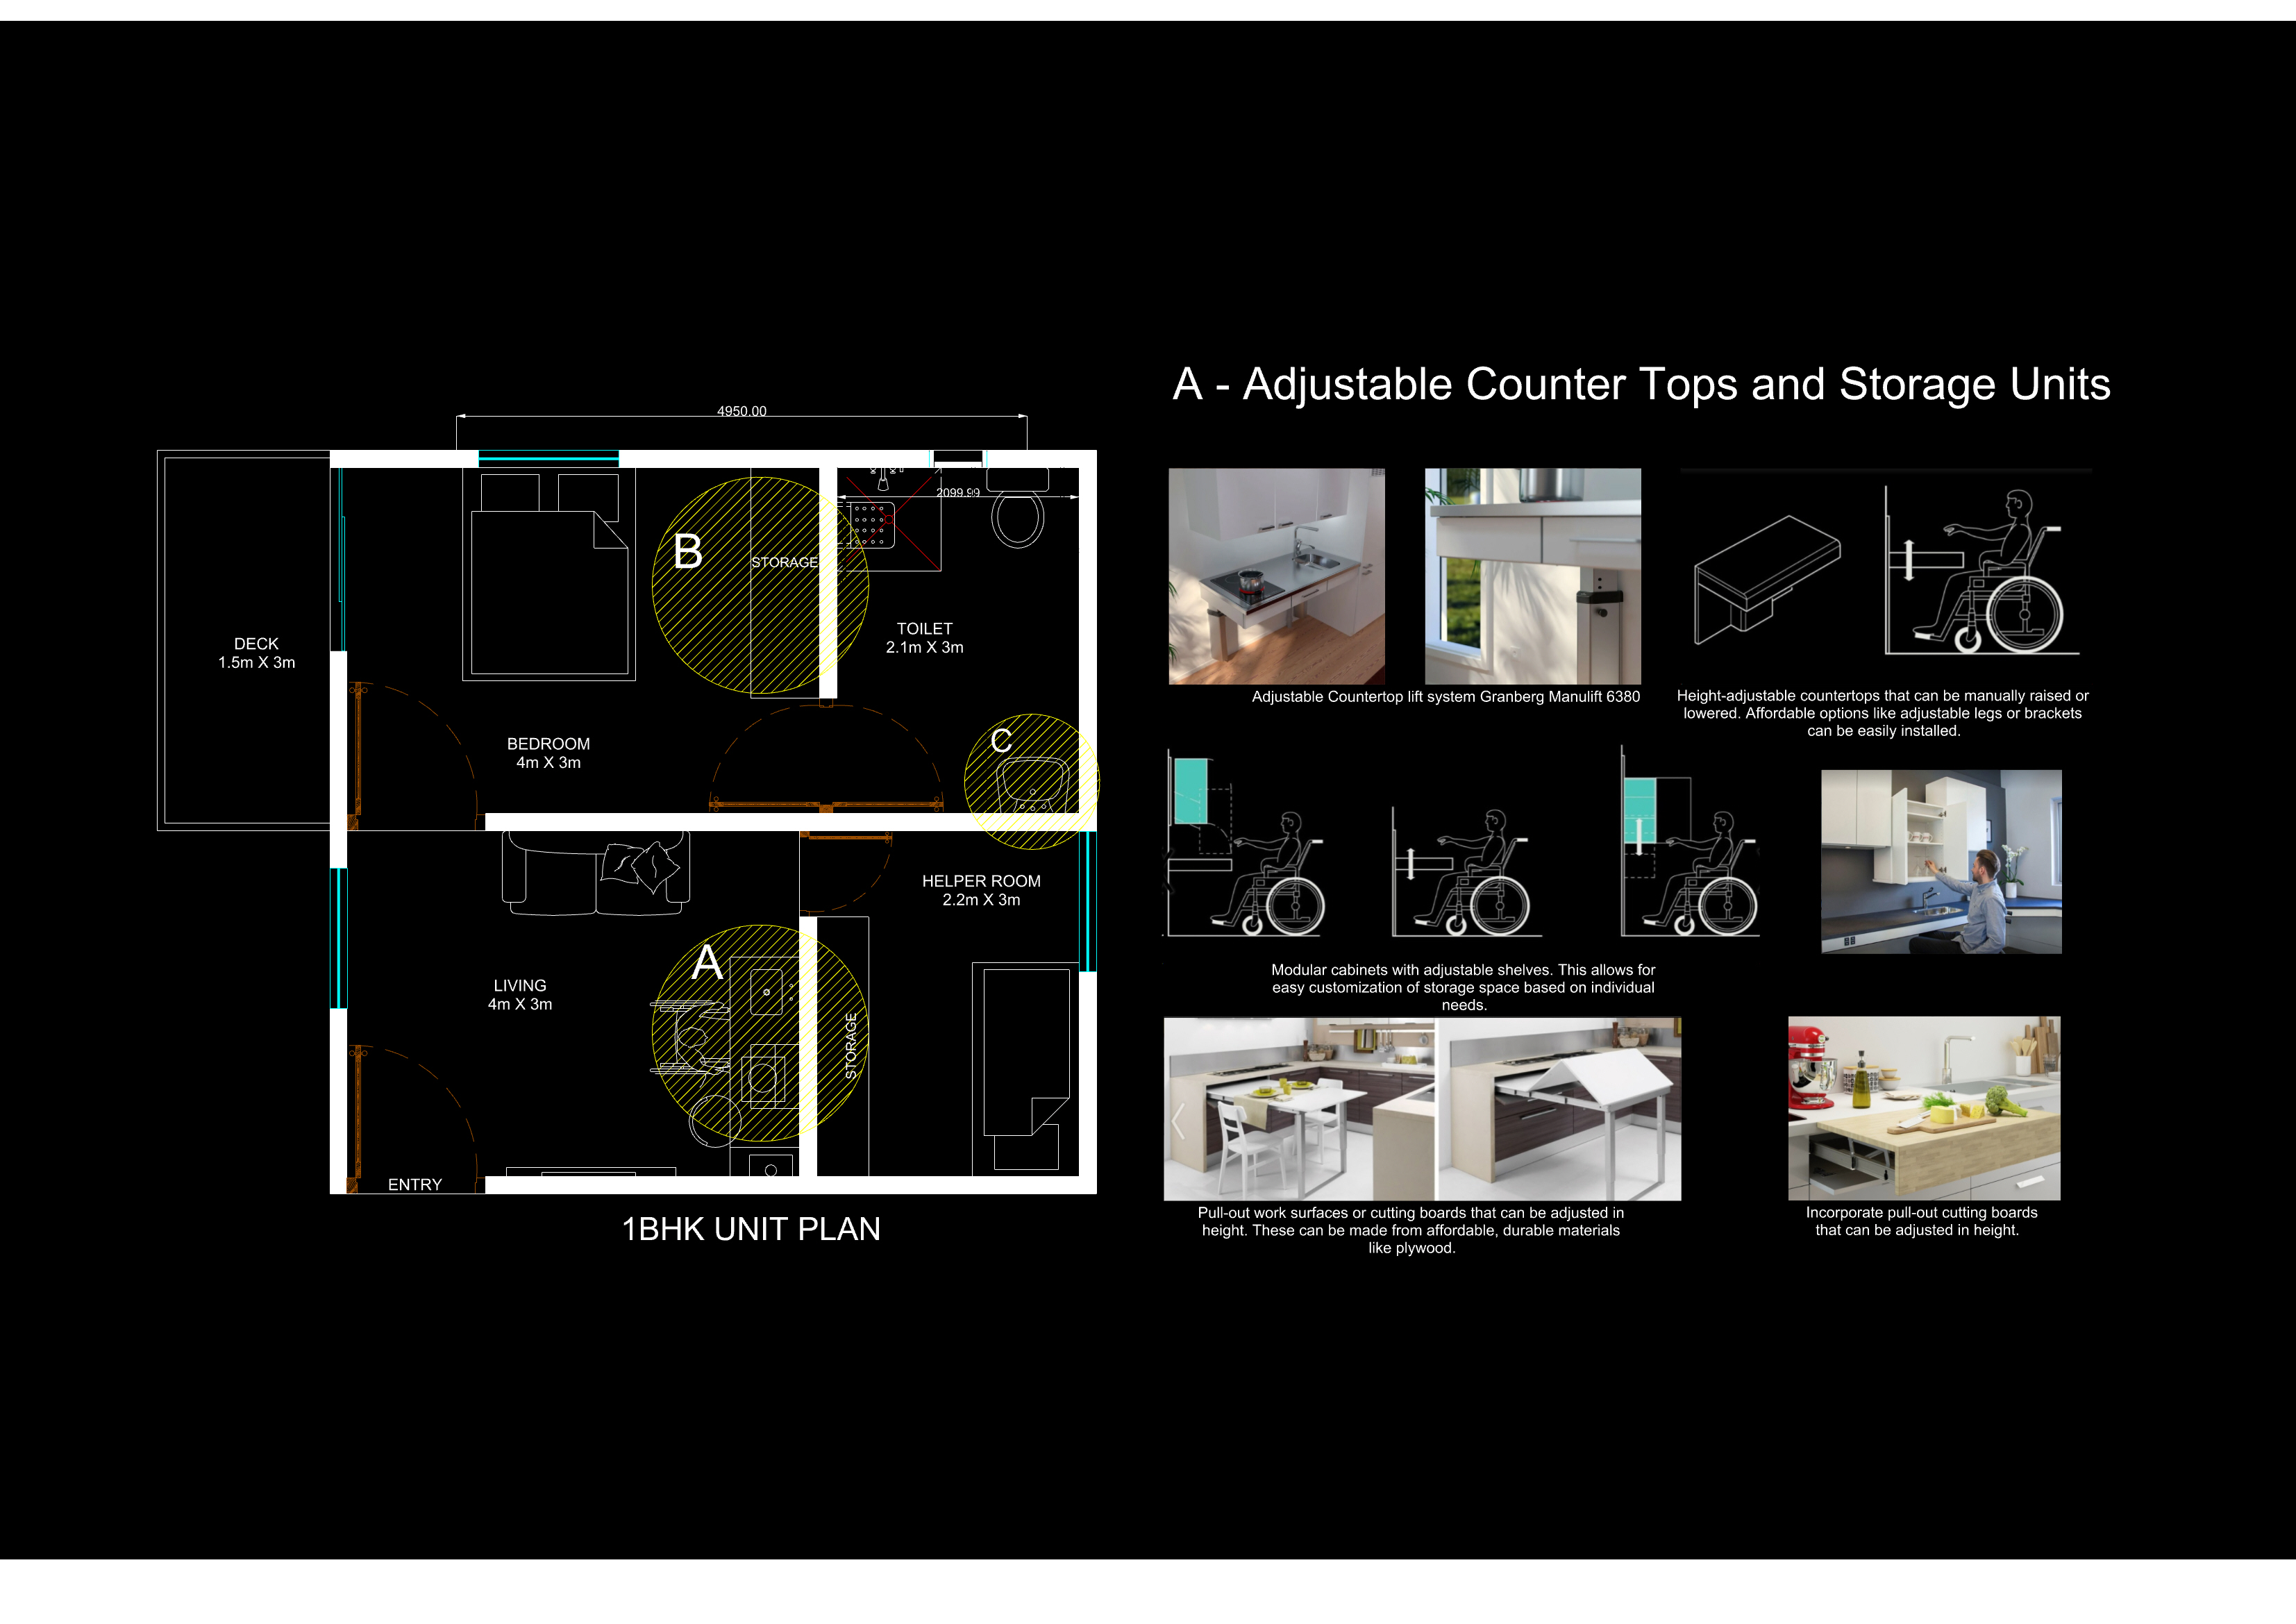 A - Adjustable Counter Tops and Storage Units
4950.00
2099.99
B
STORAGE
TOILET
2.1m X 3m
DECK
1.5m X 3m
BEDROOM
4m X 3m
C
HELPER ROOM
2.2m X 3m
A
LIVING
4m X 3m
STORAGE
ENTRY
1BHK UNIT PLAN
Adjustable Countertop lift system Granberg Manulift 6380
Height-adjustable countertops that can be manually raised or
lowered. Affordable options like adjustable legs or brackets
can be easily installed.
Modular cabinets with adjustable shelves. This allows for
easy customization of storage space based on individual
needs.
Pull-out work surfaces or cutting boards that can be adjusted in
height. These can be made from affordable, durable materials
like plywood.
Incorporate pull-out cutting boards
that can be adjusted in height.